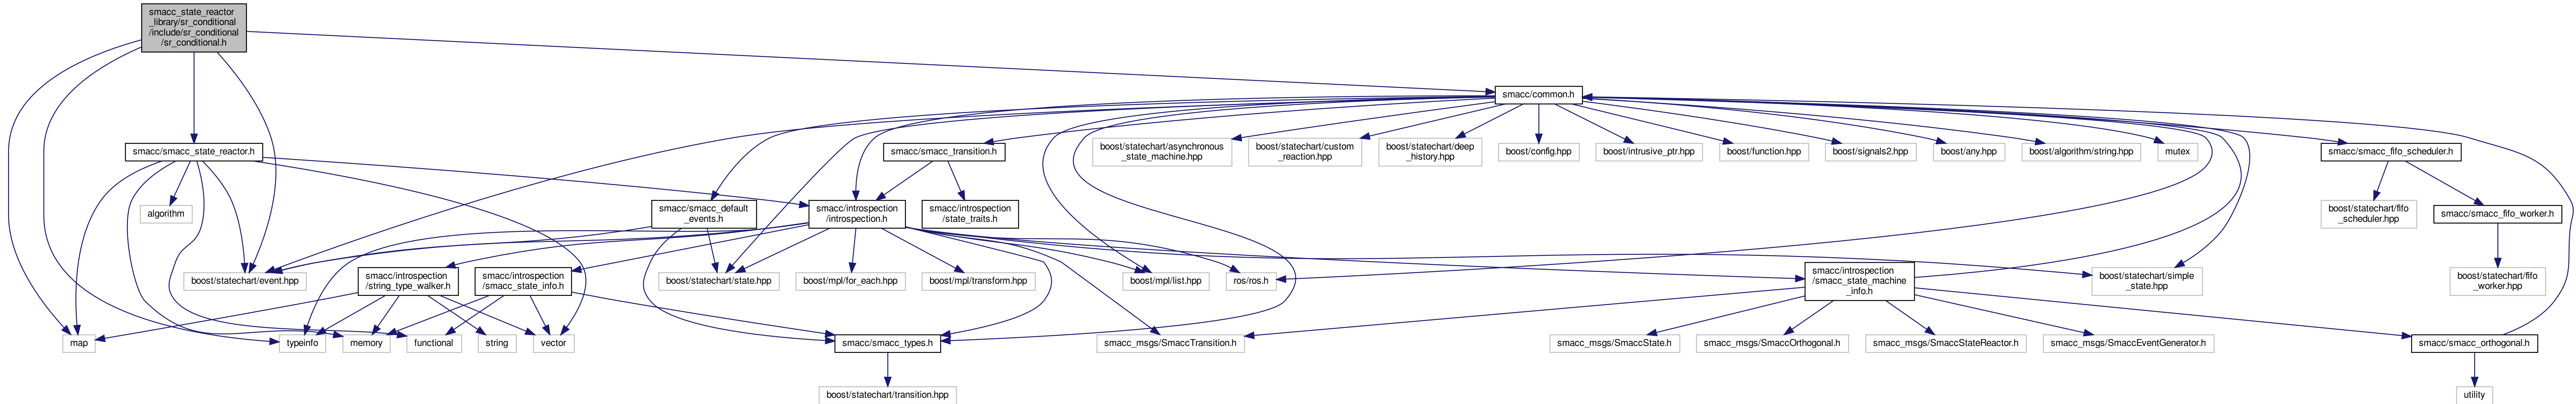 smacc_state_reactor
_library/sr_conditional
/include/sr_conditional
/sr_conditional.h
smacc/common.h
smacc/smacc_state_reactor.h
smacc/smacc_transition.h
boost/statechart/asynchronous
_state_machine.hpp
boost/statechart/custom
_reaction.hpp
boost/statechart/deep
_history.hpp
boost/config.hpp
boost/intrusive_ptr.hpp
boost/function.hpp
boost/signals2.hpp
boost/any.hpp
boost/algorithm/string.hpp
mutex
smacc/smacc_fifo_scheduler.h
algorithm
smacc/smacc_default
_events.h
smacc/introspection
/introspection.h
smacc/introspection
/state_traits.h
boost/statechart/fifo
_scheduler.hpp
smacc/smacc_fifo_worker.h
boost/statechart/event.hpp
smacc/introspection
/string_type_walker.h
smacc/introspection
/smacc_state_info.h
boost/statechart/state.hpp
boost/mpl/for_each.hpp
boost/mpl/transform.hpp
boost/mpl/list.hpp
ros/ros.h
smacc/introspection
/smacc_state_machine
_info.h
boost/statechart/simple
_state.hpp
boost/statechart/fifo
_worker.hpp
map
typeinfo
memory
functional
string
vector
smacc/smacc_types.h
smacc_msgs/SmaccTransition.h
smacc_msgs/SmaccState.h
smacc_msgs/SmaccOrthogonal.h
smacc_msgs/SmaccStateReactor.h
smacc_msgs/SmaccEventGenerator.h
smacc/smacc_orthogonal.h
boost/statechart/transition.hpp
utility